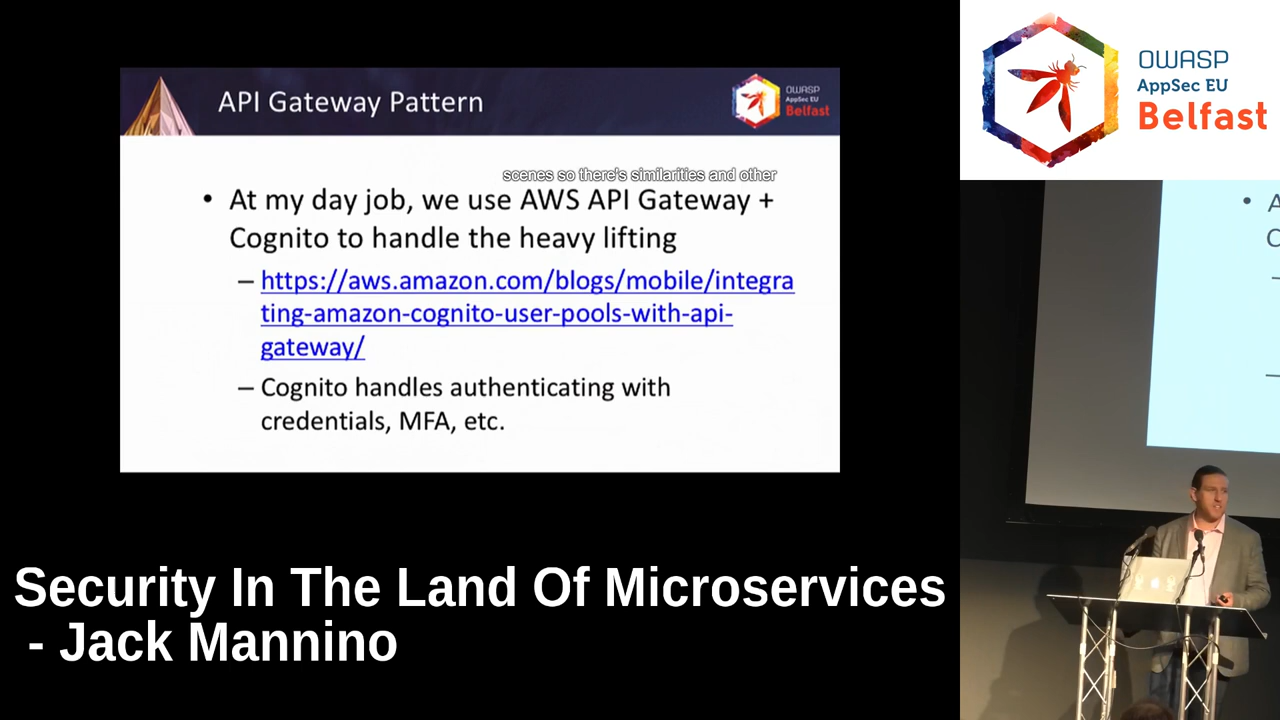 API Gateway Pattern
OWASP
AppSec EU
Belfast
scenes so there's similarities and other
• At my day job, we use AWS API Gateway +
Cognito to handle the heavy lifting
– https://aws.amazon.com/blogs/mobile/integra
ting-amazon-cognito-user-pools-with-api-
gateway/
– Cognito handles authenticating with
credentials, MFA, etc.
Security In The Land Of Microservices
- Jack Mannino
OWASP
AppSec EU
Belfast